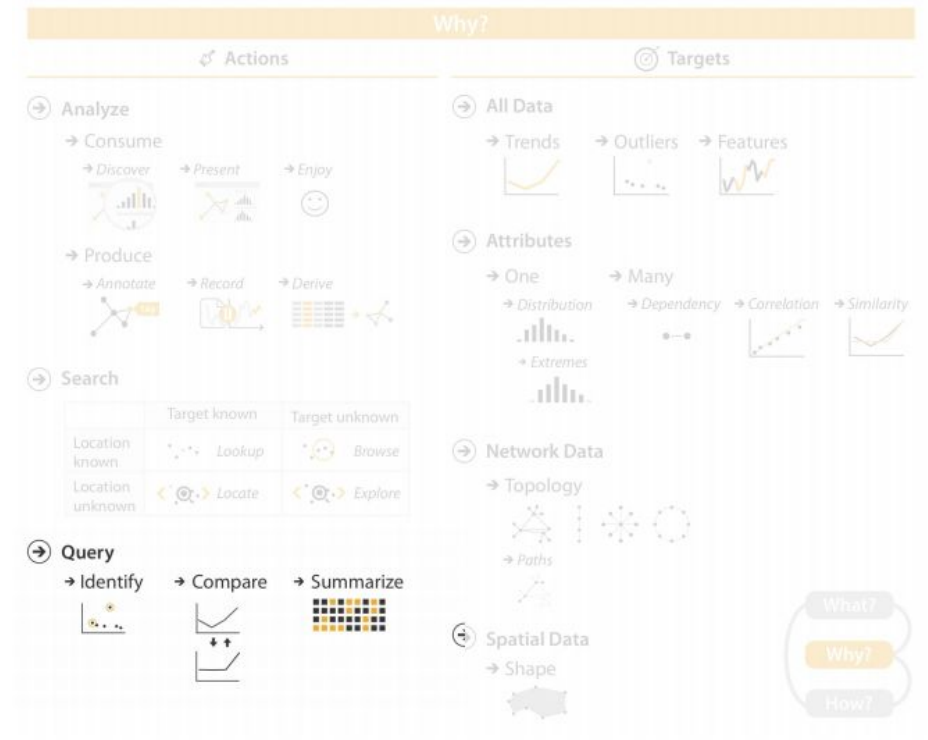 Why?
Actions
Targets
Analyze
→ Consume
→ Discover → Present → Enjoy
→ Produce
→ Annotate → Record → Derive
Search
Target known Target unknown
Location known Lookup Browse
Location unknown Locate Explore
Query
→ Identify → Compare → Summarize
All Data
→ Trends → Outliers → Features
Attributes
→ One → Many
→ Distribution → Dependency → Correlation → Similarity
→ Extremes
Network Data
→ Topology
→ Paths
Spatial Data
→ Shape
What?
Why?
How?